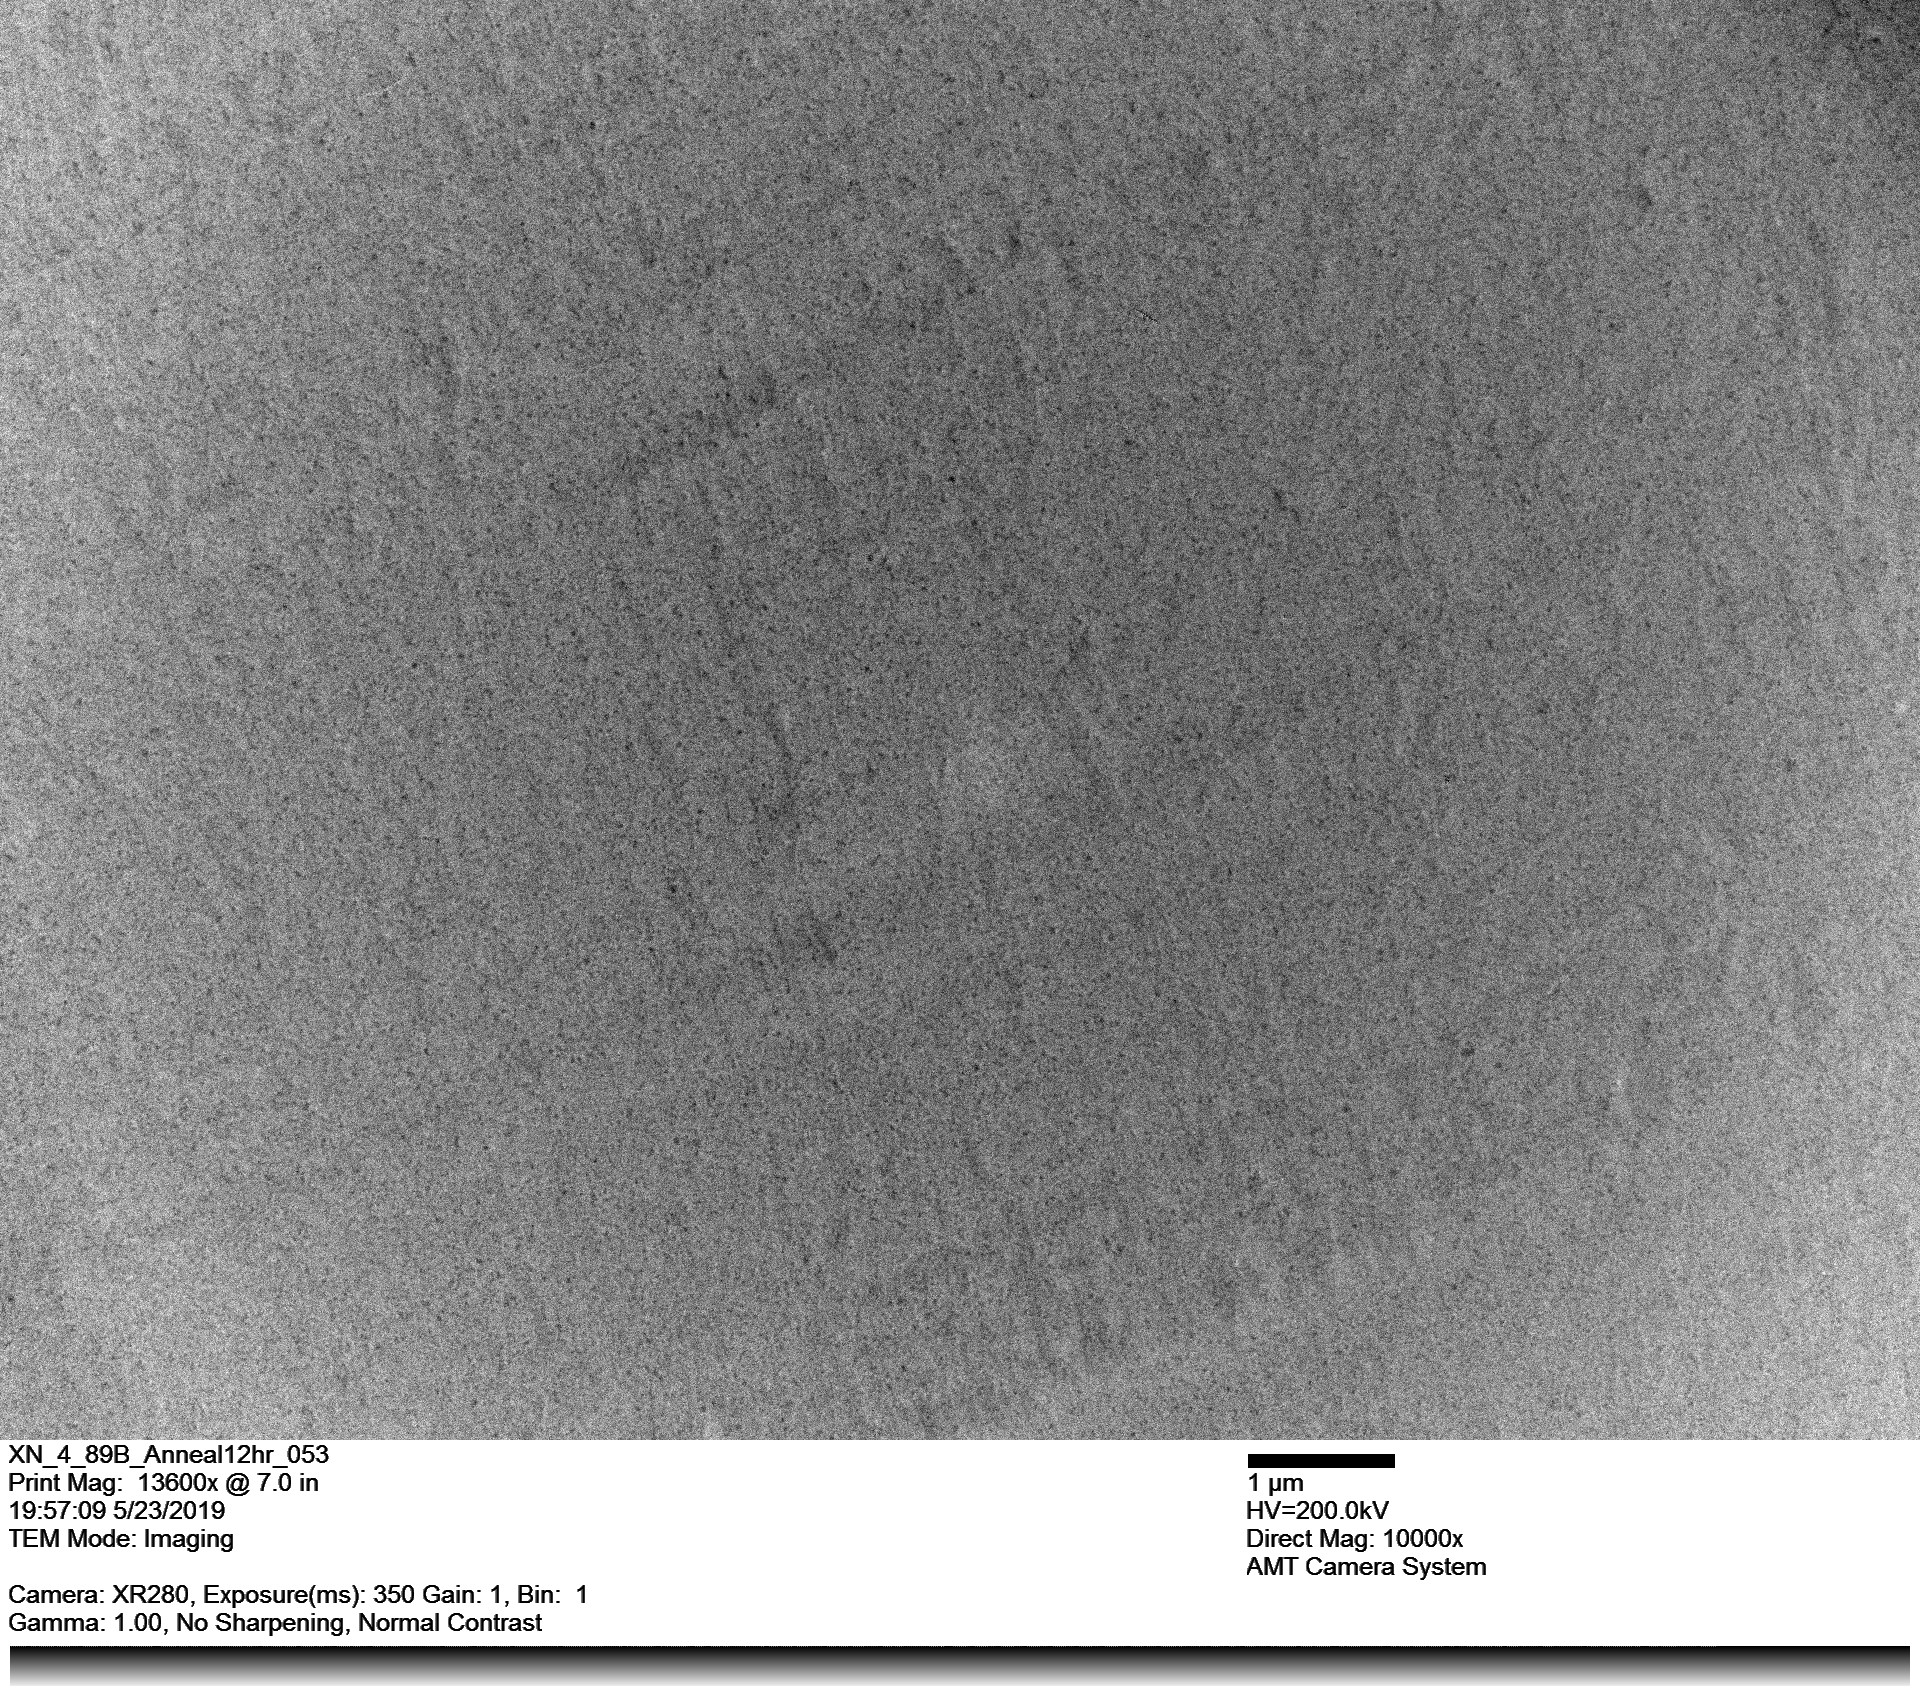 XN_4_89B_Anneal12hr_053
Print Mag: 13600x @ 7.0 in
19:57:09 5/23/2019
TEM Mode: Imaging
Camera: XR280, Exposure(ms): 350 Gain: 1, Bin: 1
Gamma: 1.00, No Sharpening, Normal Contrast
1 µm
HV=200.0kV
Direct Mag: 10000x
AMT Camera System